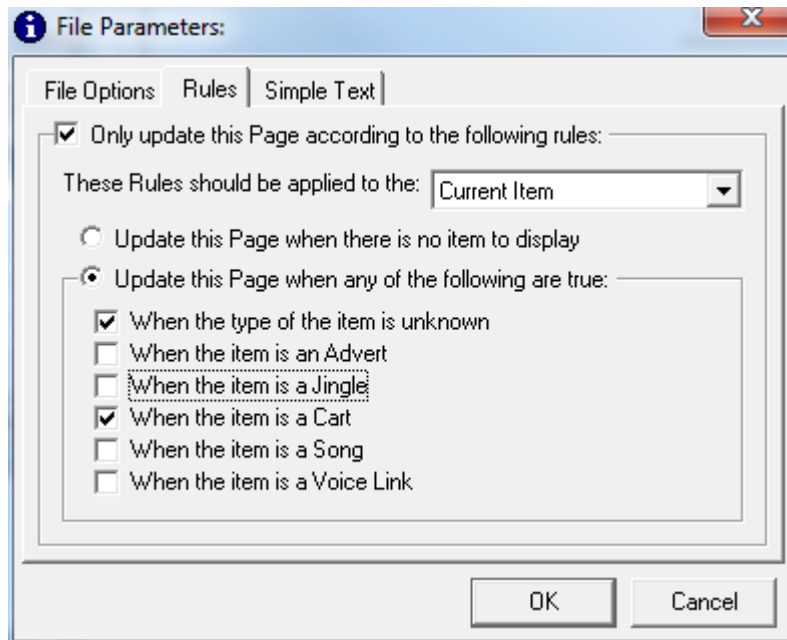 File Parameters:
File Options Rules Simple Text
Only update this Page according to the following rules:
These Rules should be applied to the: Current Item
Update this Page when there is no item to display
Update this Page when any of the following are true:
When the type of the item is unknown
When the item is an Advert
When the item is a Jingle
When the item is a Cart
When the item is a Song
When the item is a Voice Link
OK Cancel